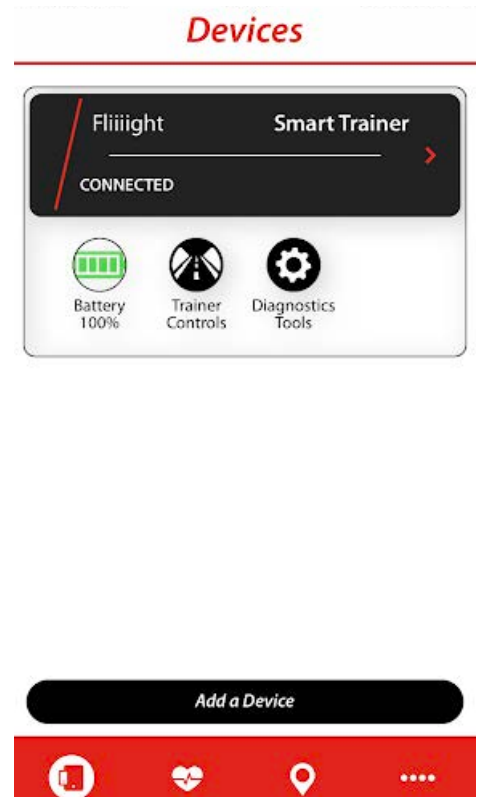 Devices
Fliiiight Smart Trainer
CONNECTED
Battery Trainer Diagnostics
100% Controls Tools
Add a Device